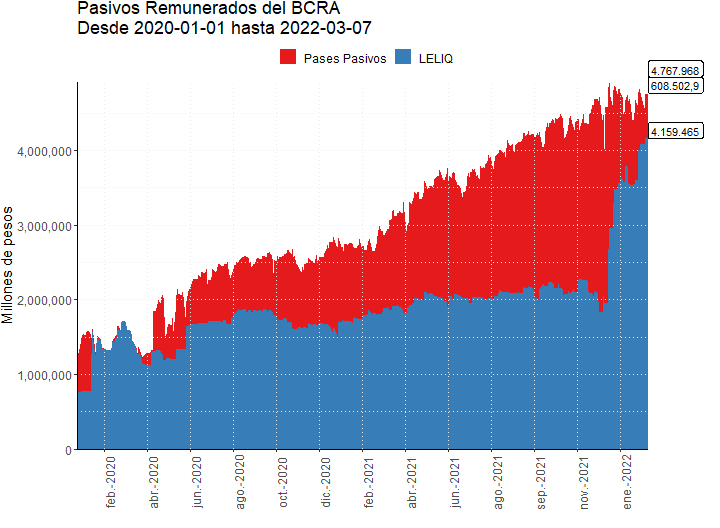 Pasivos Remunerados del BCRA
Desde 2020-01-01 hasta 2022-03-07
Pases Pasivos
LELIQ
4.767.968
608.502,9
4.159.465
Millones de pesos
4,000,000
3,000,000
2,000,000
1,000,000
0
feb.-2020
abr.-2020
jun.-2020
ago.-2020
oct.-2020
dic.-2020
feb.-2021
abr.-2021
jun.-2021
ago.-2021
sep.-2021
nov.-2021
ene.-2022